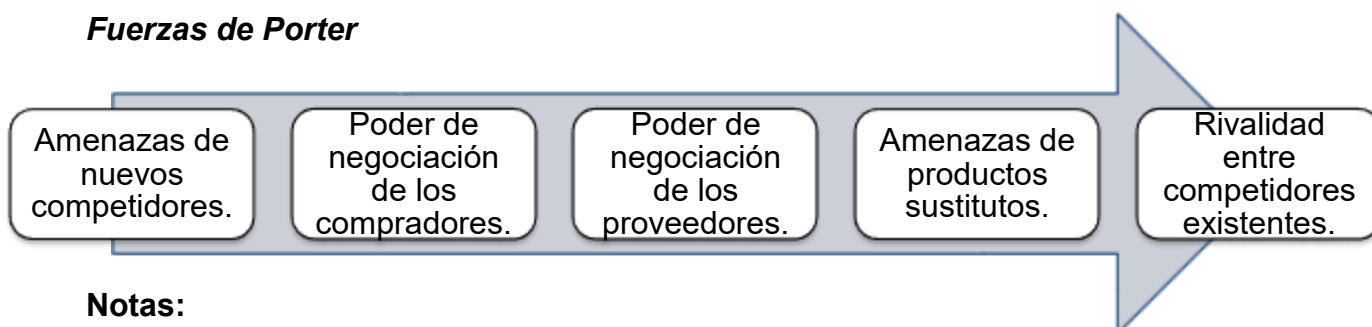 Fuerzas de Porter
Amenazas de
nuevos
competidores.
Poder de
negociación
de los
compradores.
Poder de
negociación
de los
proveedores.
Amenazas de
productos
sustitutos.
Rivalidad
entre
competidores
existentes.
Notas: